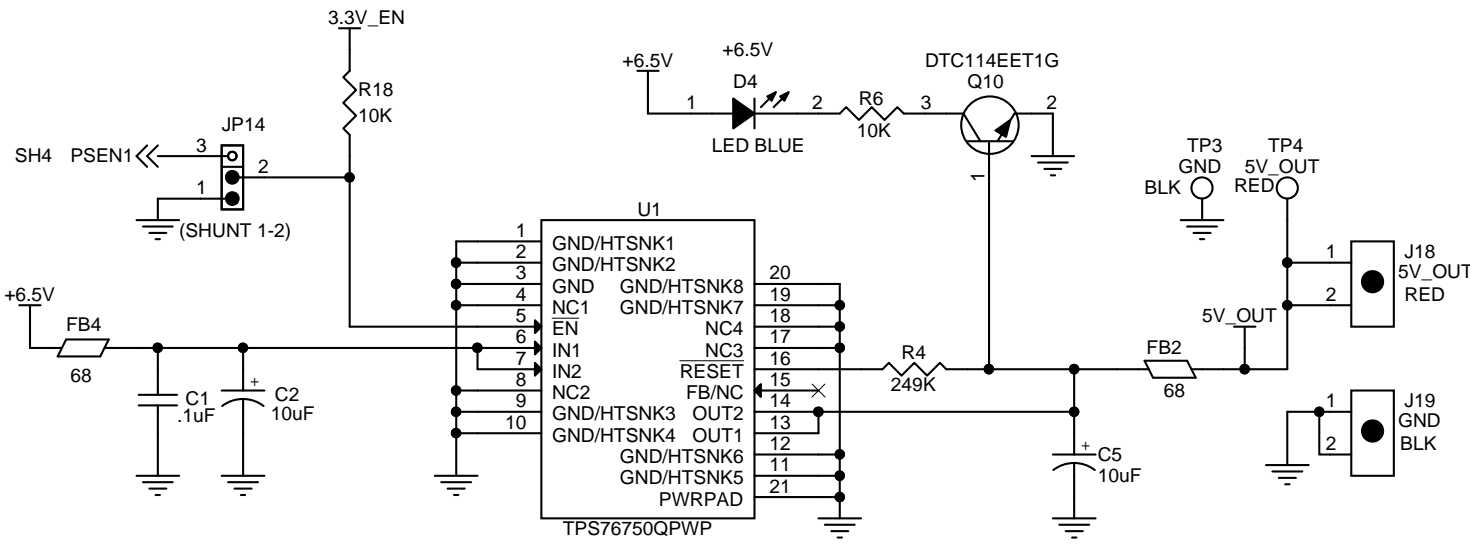 3.3V_EN
R18
10K
JP14
SH4 PSEN1
3
2
1
(SHUNT 1-2)
+6.5V
+6.5V
D4
1
2
LED BLUE
R6
10K
DTC114EET1G
Q10
3
2
1
TP3
GND
BLK
TP4
5V_OUT
RED
+6.5V
FB4
68
C1
.1uF
+
C2
10uF
U1
1 GND/HTSNK1
2 GND/HTSNK2
3 GND
4 NC1
5 EN
6 IN1
7 IN2
8 NC2
9 GND/HTSNK3
10 GND/HTSNK4
GND/HTSNK8 20
GND/HTSNK7 19
NC4 18
NC3 17
RESET 16
FB/NC 15
OUT2 14
OUT1 13
GND/HTSNK6 12
GND/HTSNK5 11
PWRPAD 21
TPS76750QPWP
R4
249K
+
C5
10uF
FB2
68
5V_OUT
1
2
J18
5V_OUT
RED
1
2
J19
GND
BLK